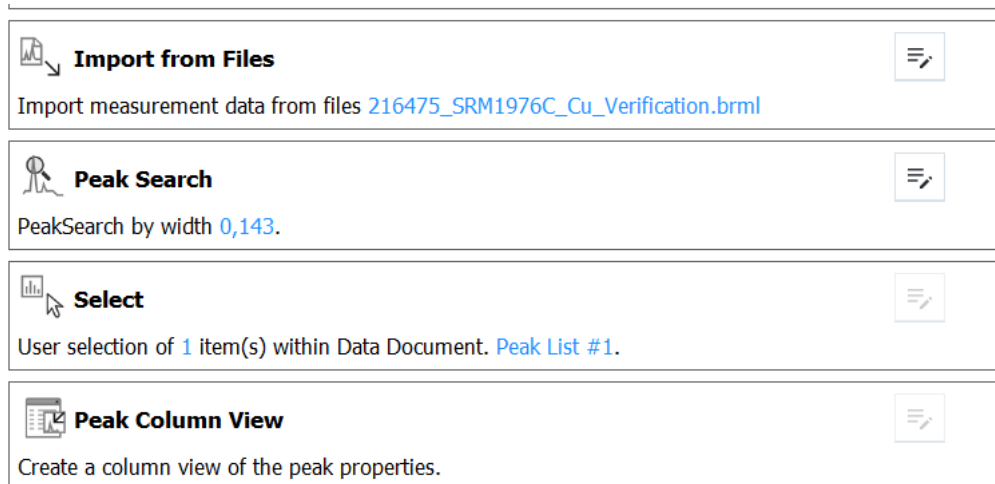 Import from Files
Import measurement data from files 216475_SRM1976C_Cu_Verification.brml
Peak Search
PeakSearch by width 0,143.
Select
User selection of 1 item(s) within Data Document. Peak List #1.
Peak Column View
Create a column view of the peak properties.